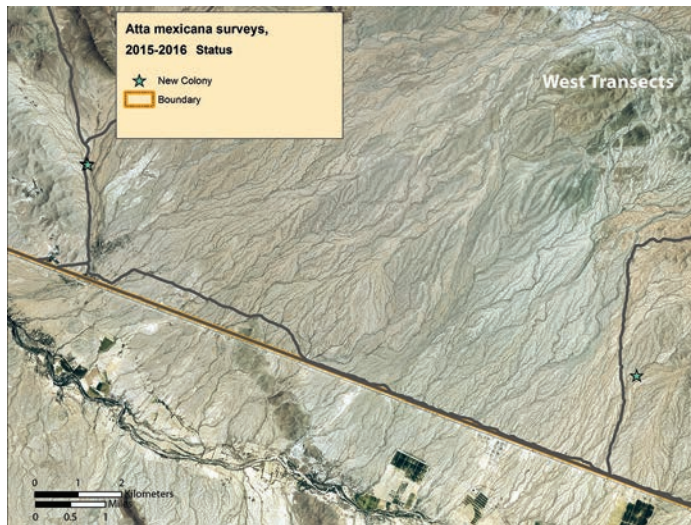 Atta mexicana surveys,
2015-2016 Status
New Colony
Boundary
West Transects
0 1 2
Kilometers
0 0.5 1